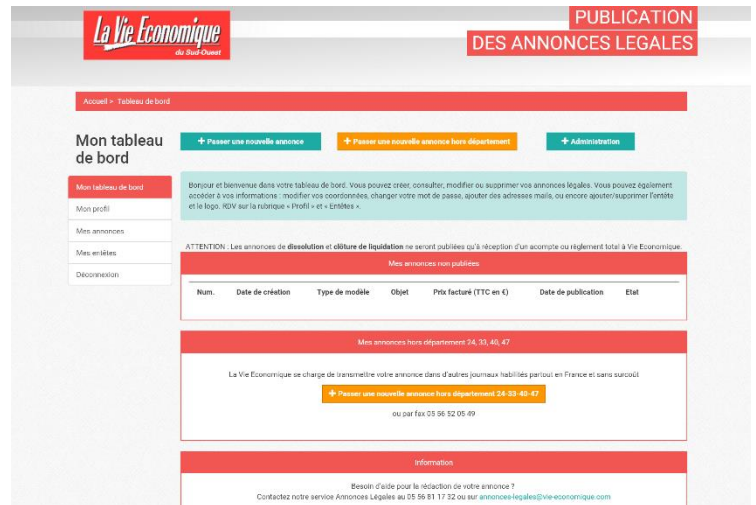 La Vie Economique
du Sud-Ouest
PUBLICATION
DES ANNONCES LEGALES
Accueil > Tableau de bord
Mon tableau
de bord
+ Passer une nouvelle annonce
+ Passer une nouvelle annonce hors département
+ Administration
Mon tableau de bord
Mon profil
Mes annonces
Mes entêtes
Déconnexion
Bonjour et bienvenue dans votre tableau de bord. Vous pouvez créer, consulter, modifier ou supprimer vos annonces légales. Vous pouvez également
accéder à vos informations : modifier vos coordonnées, changer votre mot de passe, ajouter des adresses mails, ou encore ajouter/supprimer l'entête
et le logo. RDV sur la rubrique « Profil » et « Entêtes ».
ATTENTION : Les annonces de dissolution et clôture de liquidation ne seront publiées qu'à réception d'un acompte ou règlement total à Vie Economique.
Mes annonces non publiées
Num. Date de création Type de modèle Objet Prix facturé (TTC en €) Date de publication Etat
Mes annonces hors département 24, 33, 40, 47
La Vie Economique se charge de transmettre votre annonce dans d'autres journaux habilités partout en France et sans surcoût
+ Passer une nouvelle annonce hors département 24-33-40-47
ou par fax 05 56 52 05 49
Information
Besoin d'aide pour la rédaction de votre annonce ?
Contactez notre service Annonces Légales au 05 56 81 17 32 ou sur annonces-legales@vie-economique.com